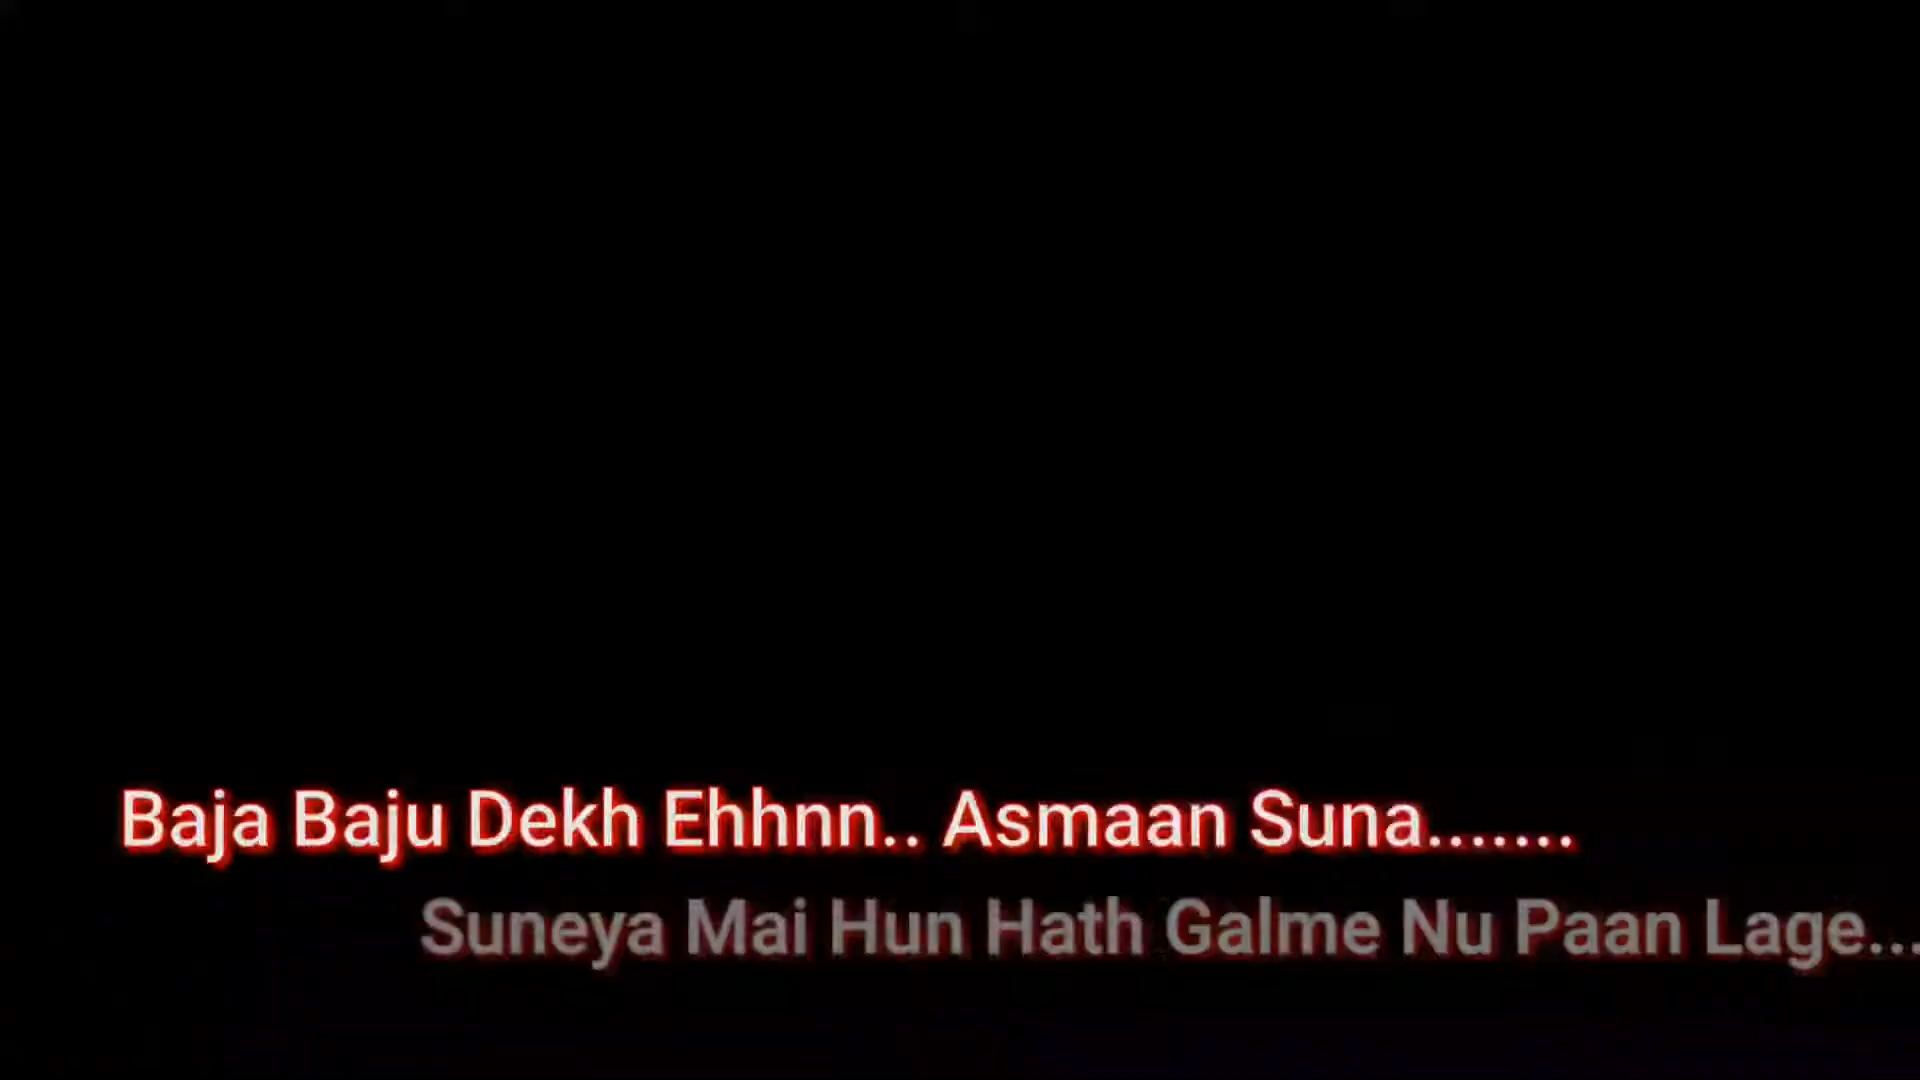 Baja Baju Dekh Ehhnn.. Asmaan Suna.......
Suneya Mai Hun Hath Galme Nu Paan Lage...